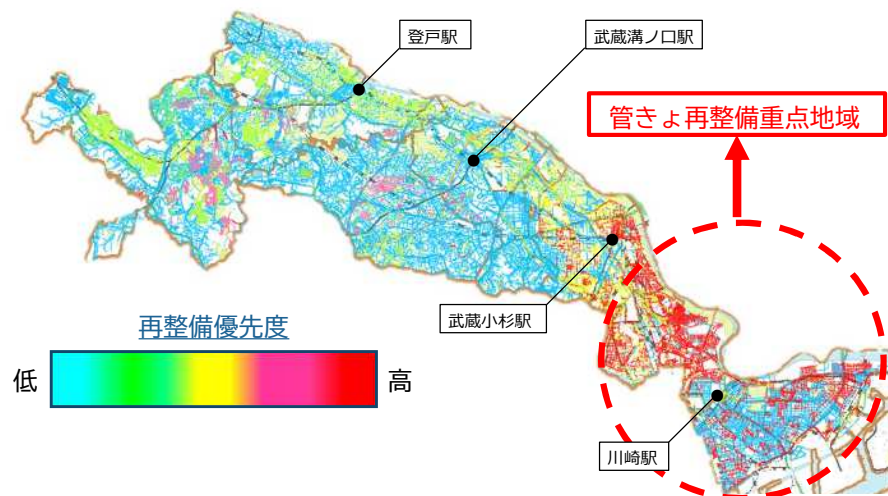 登戸駅
武蔵溝ノ口駅
管きょ再整備重点地域
武蔵小杉駅
再整備優先度
低
高
川崎駅